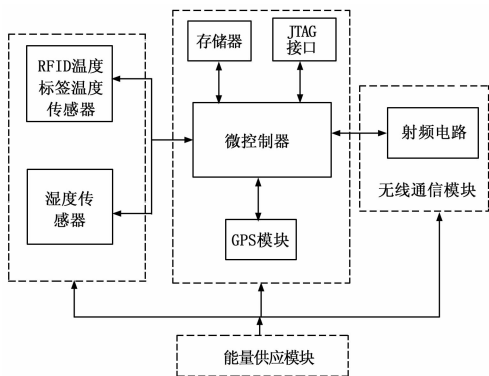 RFID温度
标签温度
传感器
湿度传
感器
存储器
JTAG
接口
微控制器
GPS模块
射频电路
无线通信模块
能量供应模块